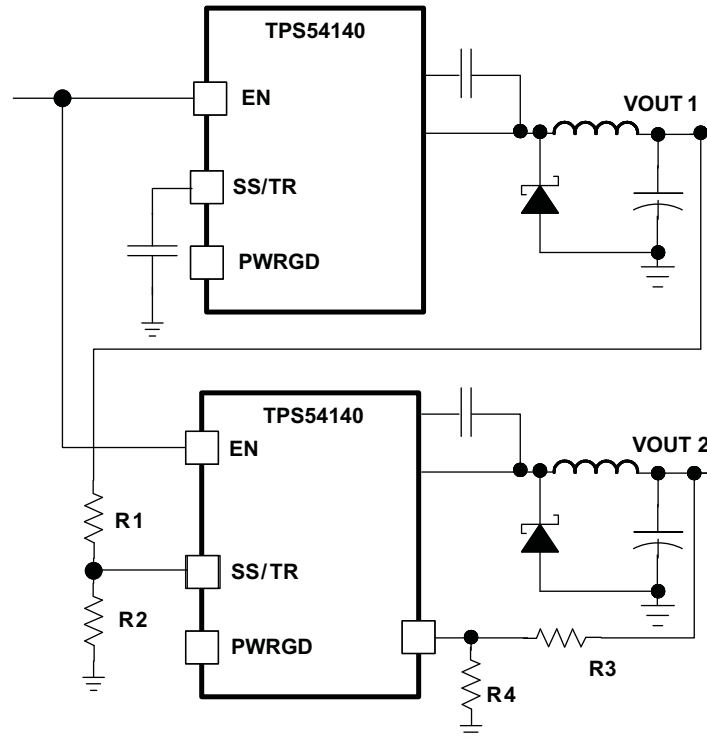 TPS54140
EN
VOUT 1
SS/TR
PWRGD
TPS54140
EN
VOUT 2
R1
SS/TR
R2
PWRGD
R3
R4